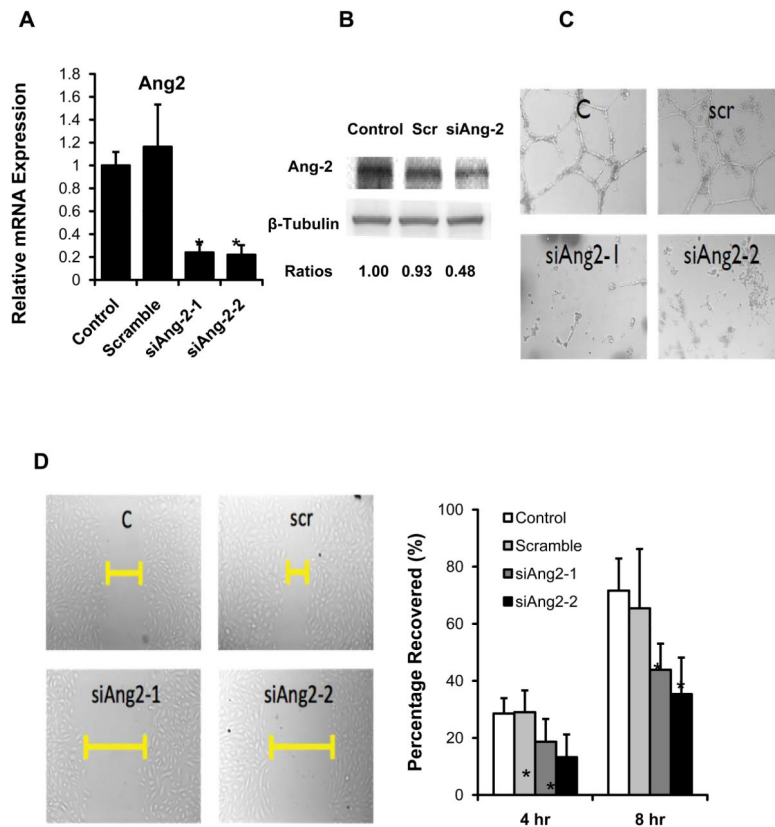 A
Ang2
Relative mRNA Expression
1.8
1.6
1.4
1.2
1
0.8
0.6
0.4
0.2
0
* *
Control
Scramble
siAng-2-1
siAng-2-2
B
Control Scr siAng-2
Ang-2
β-Tubulin
Ratios 1.00 0.93 0.48
C
C
scr
siAng2-1
siAng2-2
D
C
scr
siAng2-1
siAng2-2
Percentage Recovered (%)
100
80
60
40
20
0
Control
Scramble
siAng2-1
siAng2-2
* * * *
4 hr 8 hr